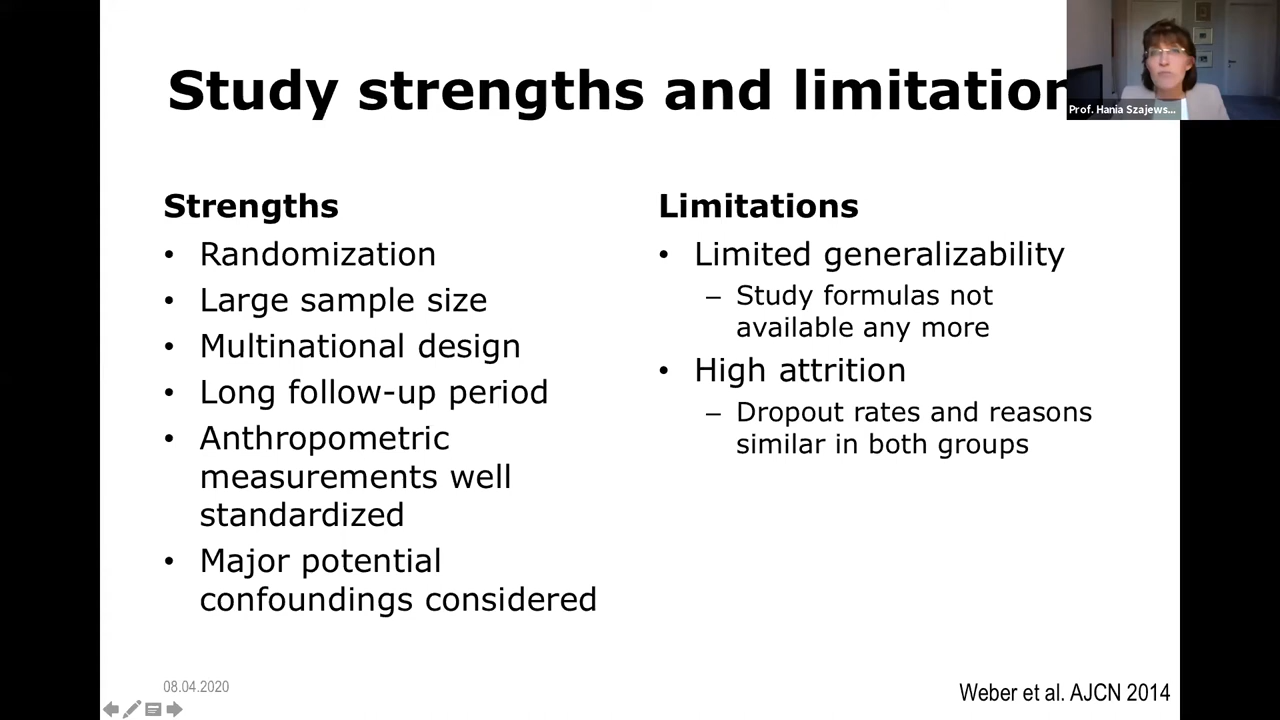 Study strengths and limitation
Prof. Hania Szajews...
Strengths
• Randomization
• Large sample size
• Multinational design
• Long follow-up period
• Anthropometric
measurements well
standardized
• Major potential
confoundings considered
Limitations
• Limited generalizability
– Study formulas not
available any more
• High attrition
– Dropout rates and reasons
similar in both groups
08.04.2020
Weber et al. AJCN 2014